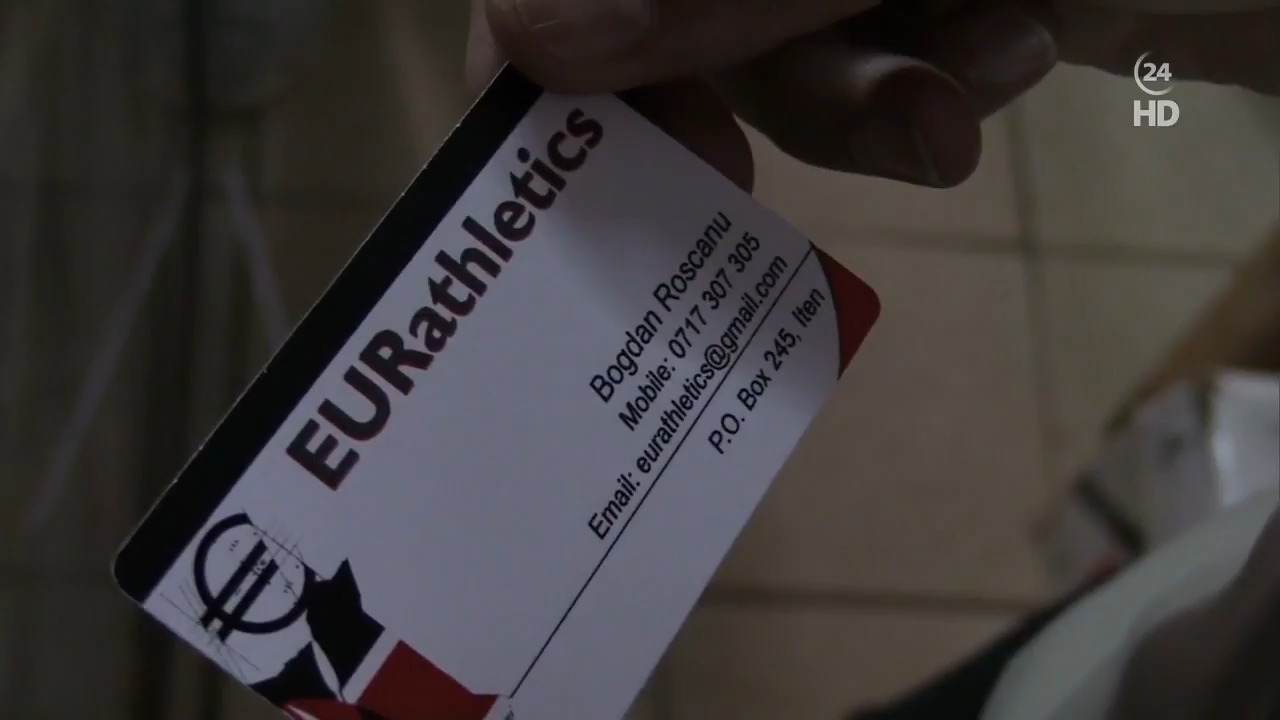 24
HD
EURathletics
Bogdan Roscanu
Mobile: 0717 307 305
Email: eurathletics@gmail.com
P.O. Box 245, Iten
€